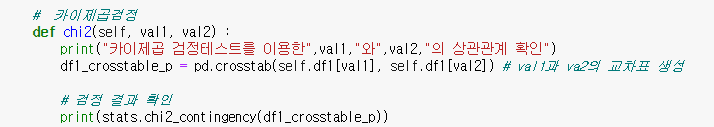 # 카이제곱검정
def chi2(self, val1, val2) :
print("카이제곱 검정테스트를 이용한",val1,"와",val2,"의 상관관계 확인")
df1_crosstable_p = pd.crosstab(self.df1[val1], self.df1[val2]) # val1과 va2의 교차표 생성
# 검정 결과 확인
print(stats.chi2_contingency(df1_crosstable_p))